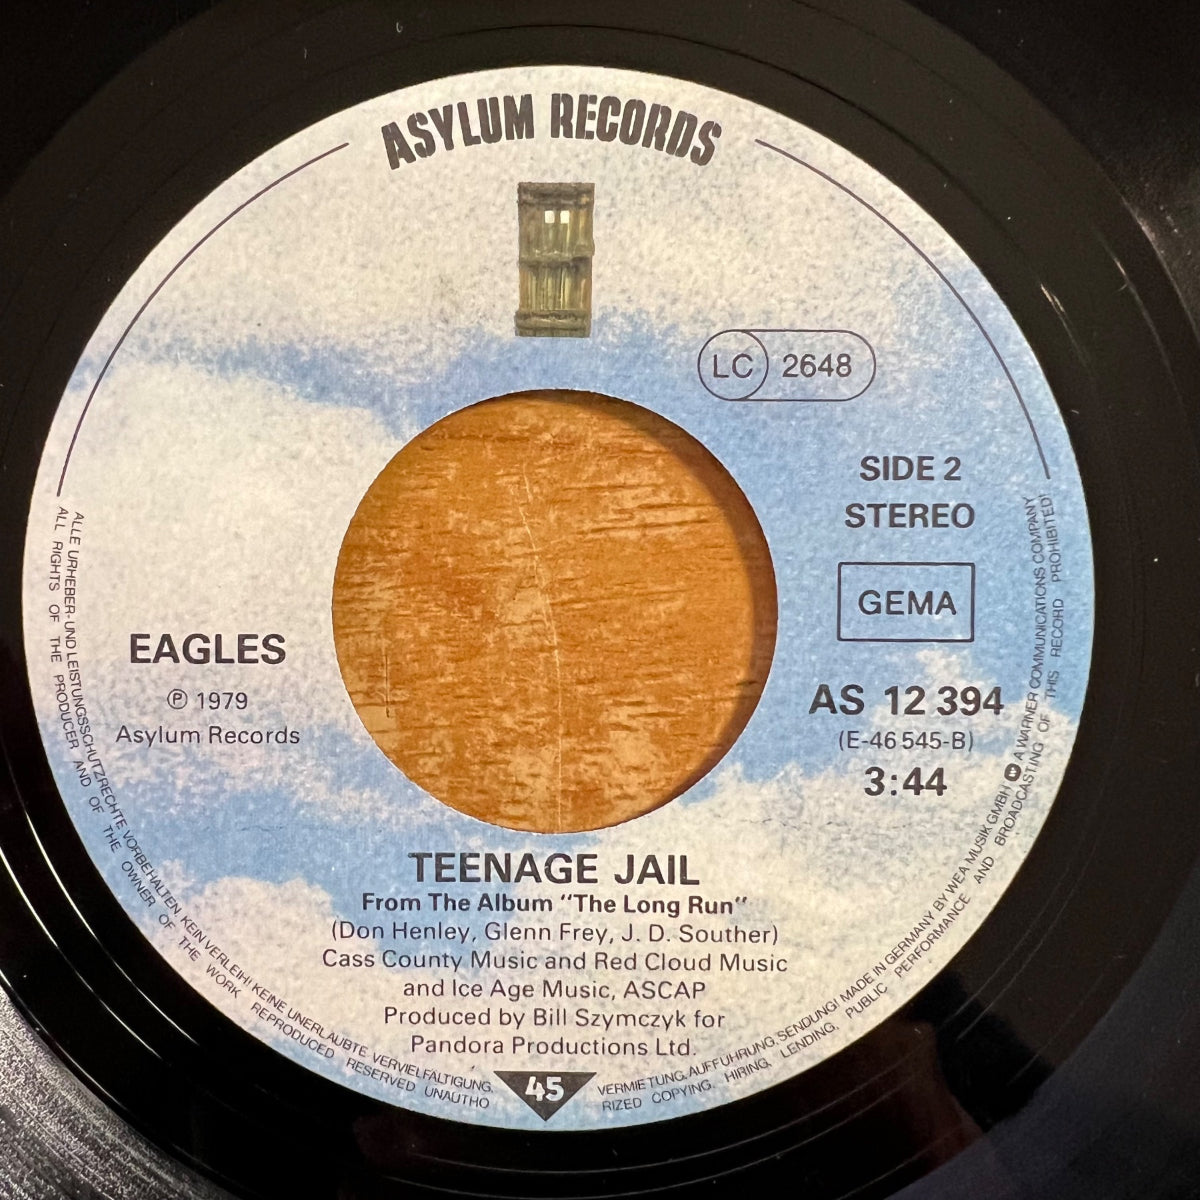 ASYLUM RECORDS
LC 2648
SIDE 2
STEREO
GEMA
EAGLES
℗ 1979
Asylum Records
AS 12 394
(E-46 545-B)
3:44
TEENAGE JAIL
From The Album "The Long Run"
(Don Henley, Glenn Frey, J. D. Souther)
Cass County Music and Red Cloud Music
and Ice Age Music, ASCAP
Produced by Bill Szymczyk for
Pandora Productions Ltd.
45
ALLE URHEBER- UND LEISTUNGSSCHUTZRECHTE VORBEHALTEN. KEIN VERLEIH! KEINE UNERLAUBTE VERVIELFÄLTIGUNG, VERMIETUNG, AUFFÜHRUNG, SENDUNG! MADE IN GERMANY BY WEA MUSIK GMBH A WARNER COMMUNICATIONS COMPANY
ALL RIGHTS OF THE PRODUCER AND OF THE OWNER OF THE WORK REPRODUCED RESERVED UNAUTHORIZED COPYING, HIRING, LENDING, PUBLIC PERFORMANCE AND BROADCASTING OF THIS RECORD PROHIBITED!